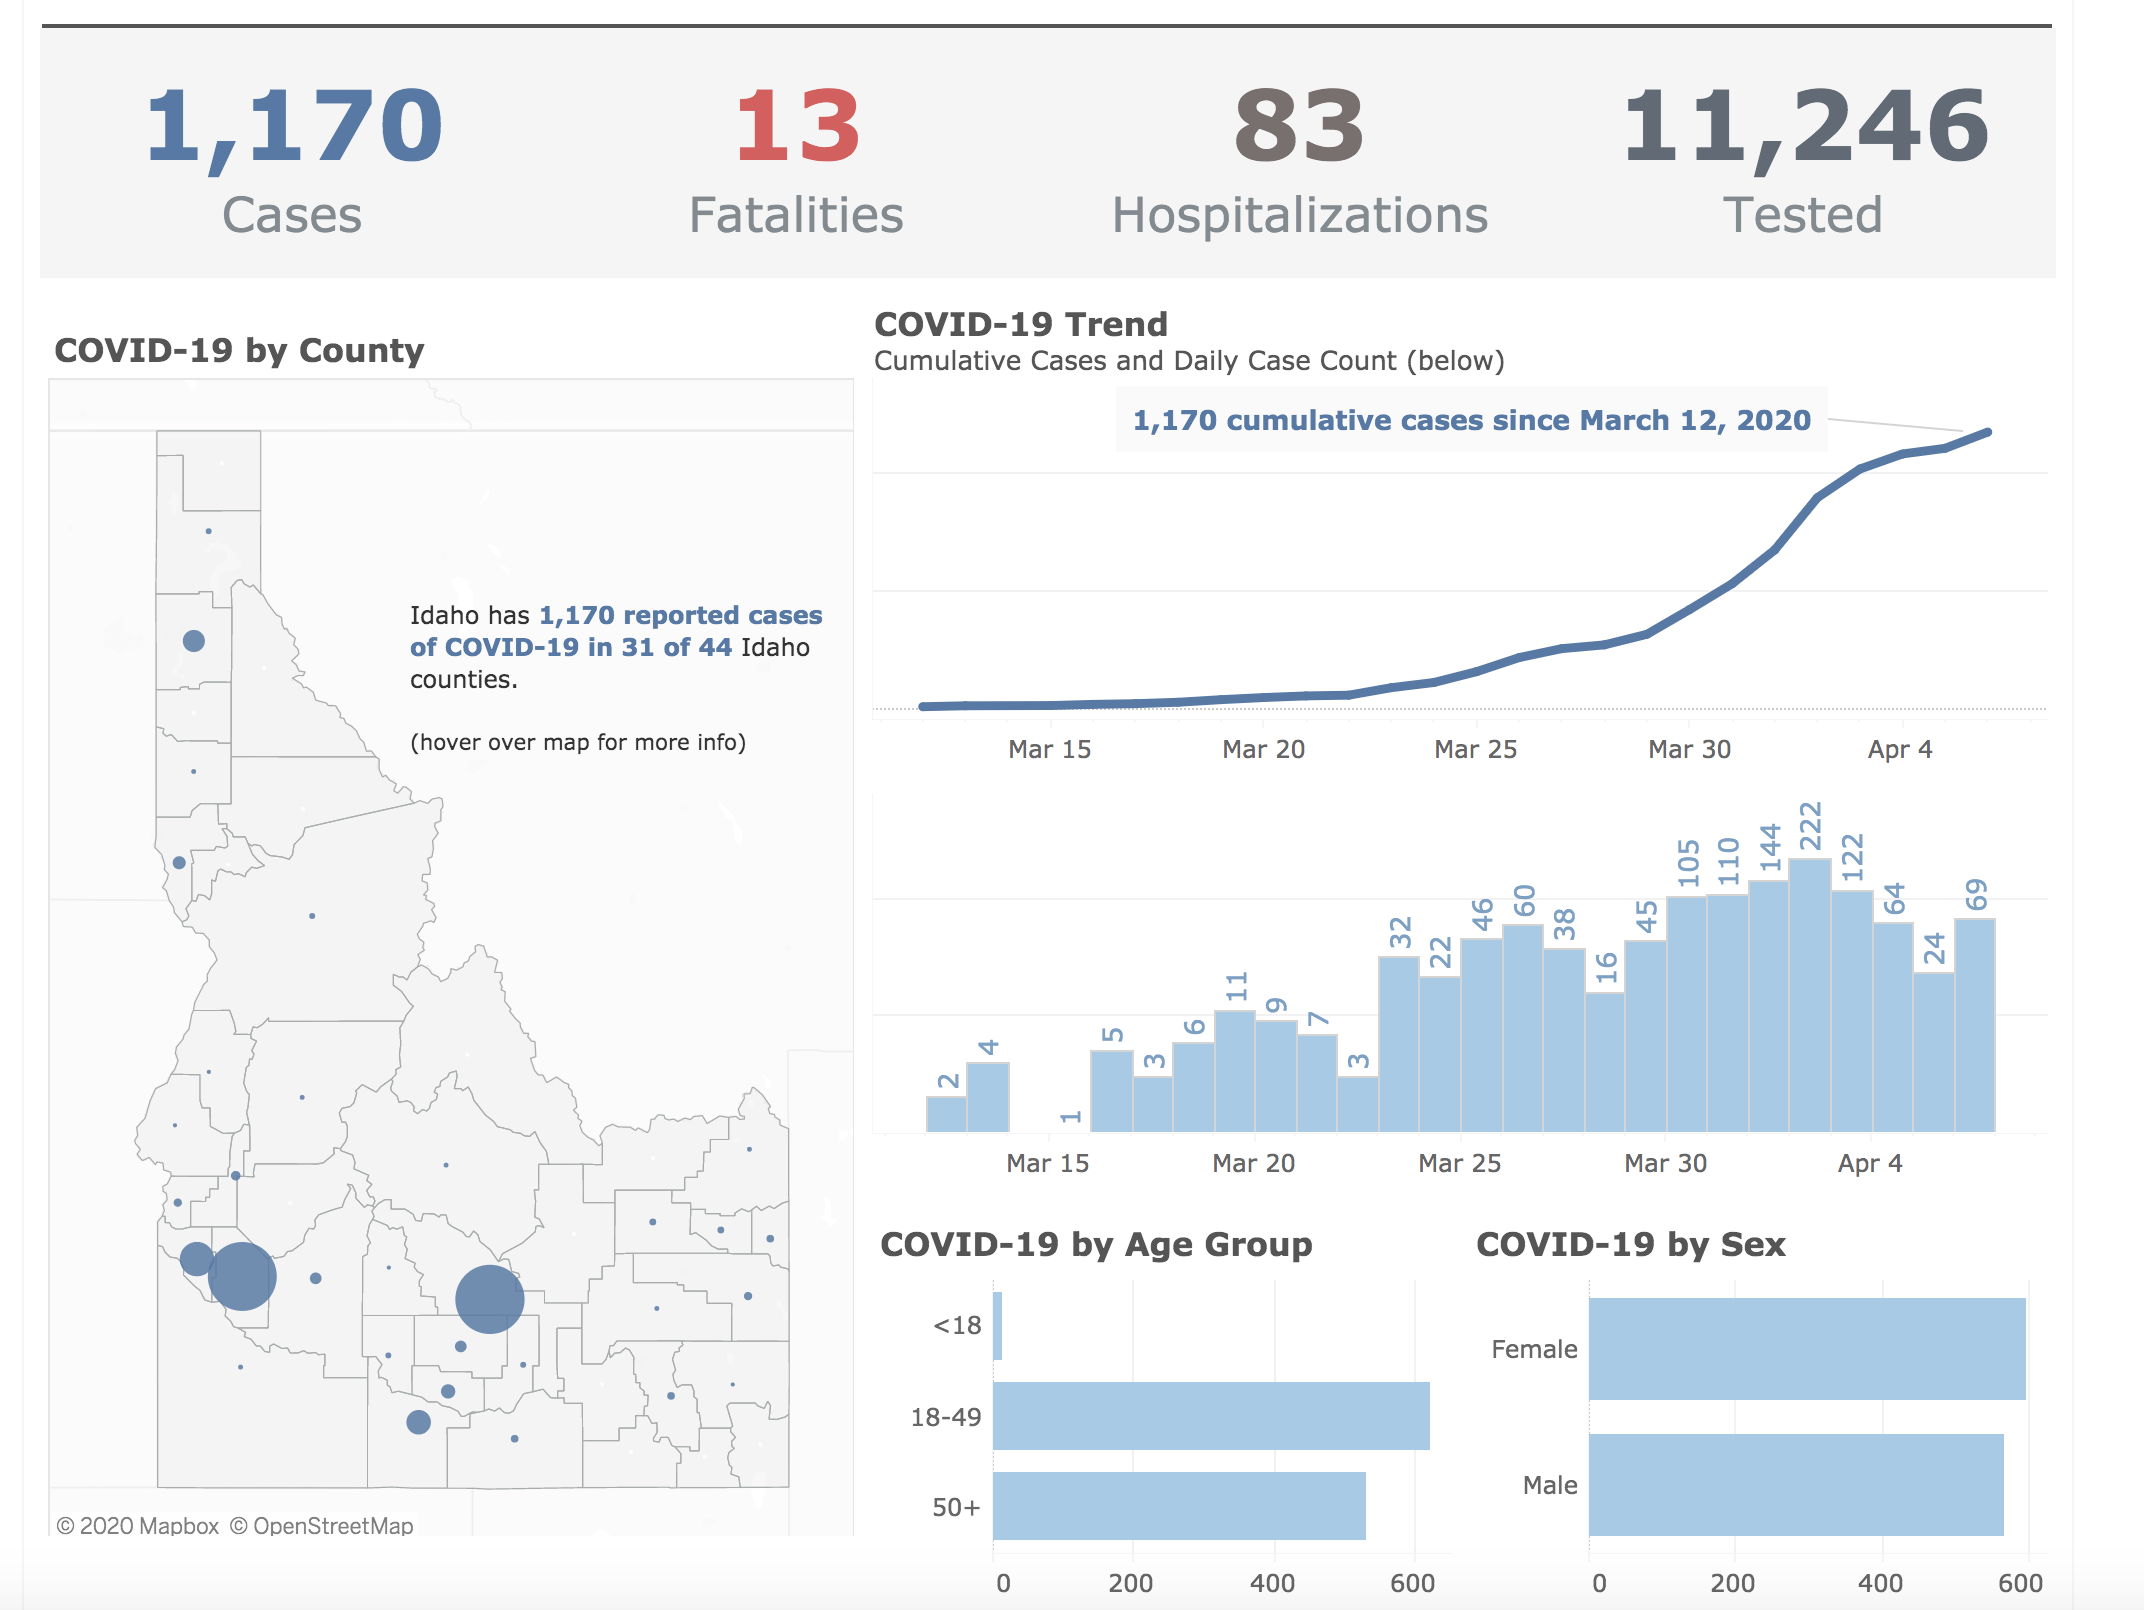 1,170
Cases
13
Fatalities
83
Hospitalizations
11,246
Tested
COVID-19 by County
Idaho has 1,170 reported cases
of COVID-19 in 31 of 44 Idaho
counties.
(hover over map for more info)
© 2020 Mapbox © OpenStreetMap
COVID-19 Trend
Cumulative Cases and Daily Case Count (below)
1,170 cumulative cases since March 12, 2020
Mar 15 Mar 20 Mar 25 Mar 30 Apr 4
2 4 1 5 3 6 11 9 7 3 32 22 46 60 38 16 45 105 110 144 222 122 64 24 69
Mar 15 Mar 20 Mar 25 Mar 30 Apr 4
COVID-19 by Age Group
<18
18-49
50+
0 200 400 600
COVID-19 by Sex
Female
Male
0 200 400 600